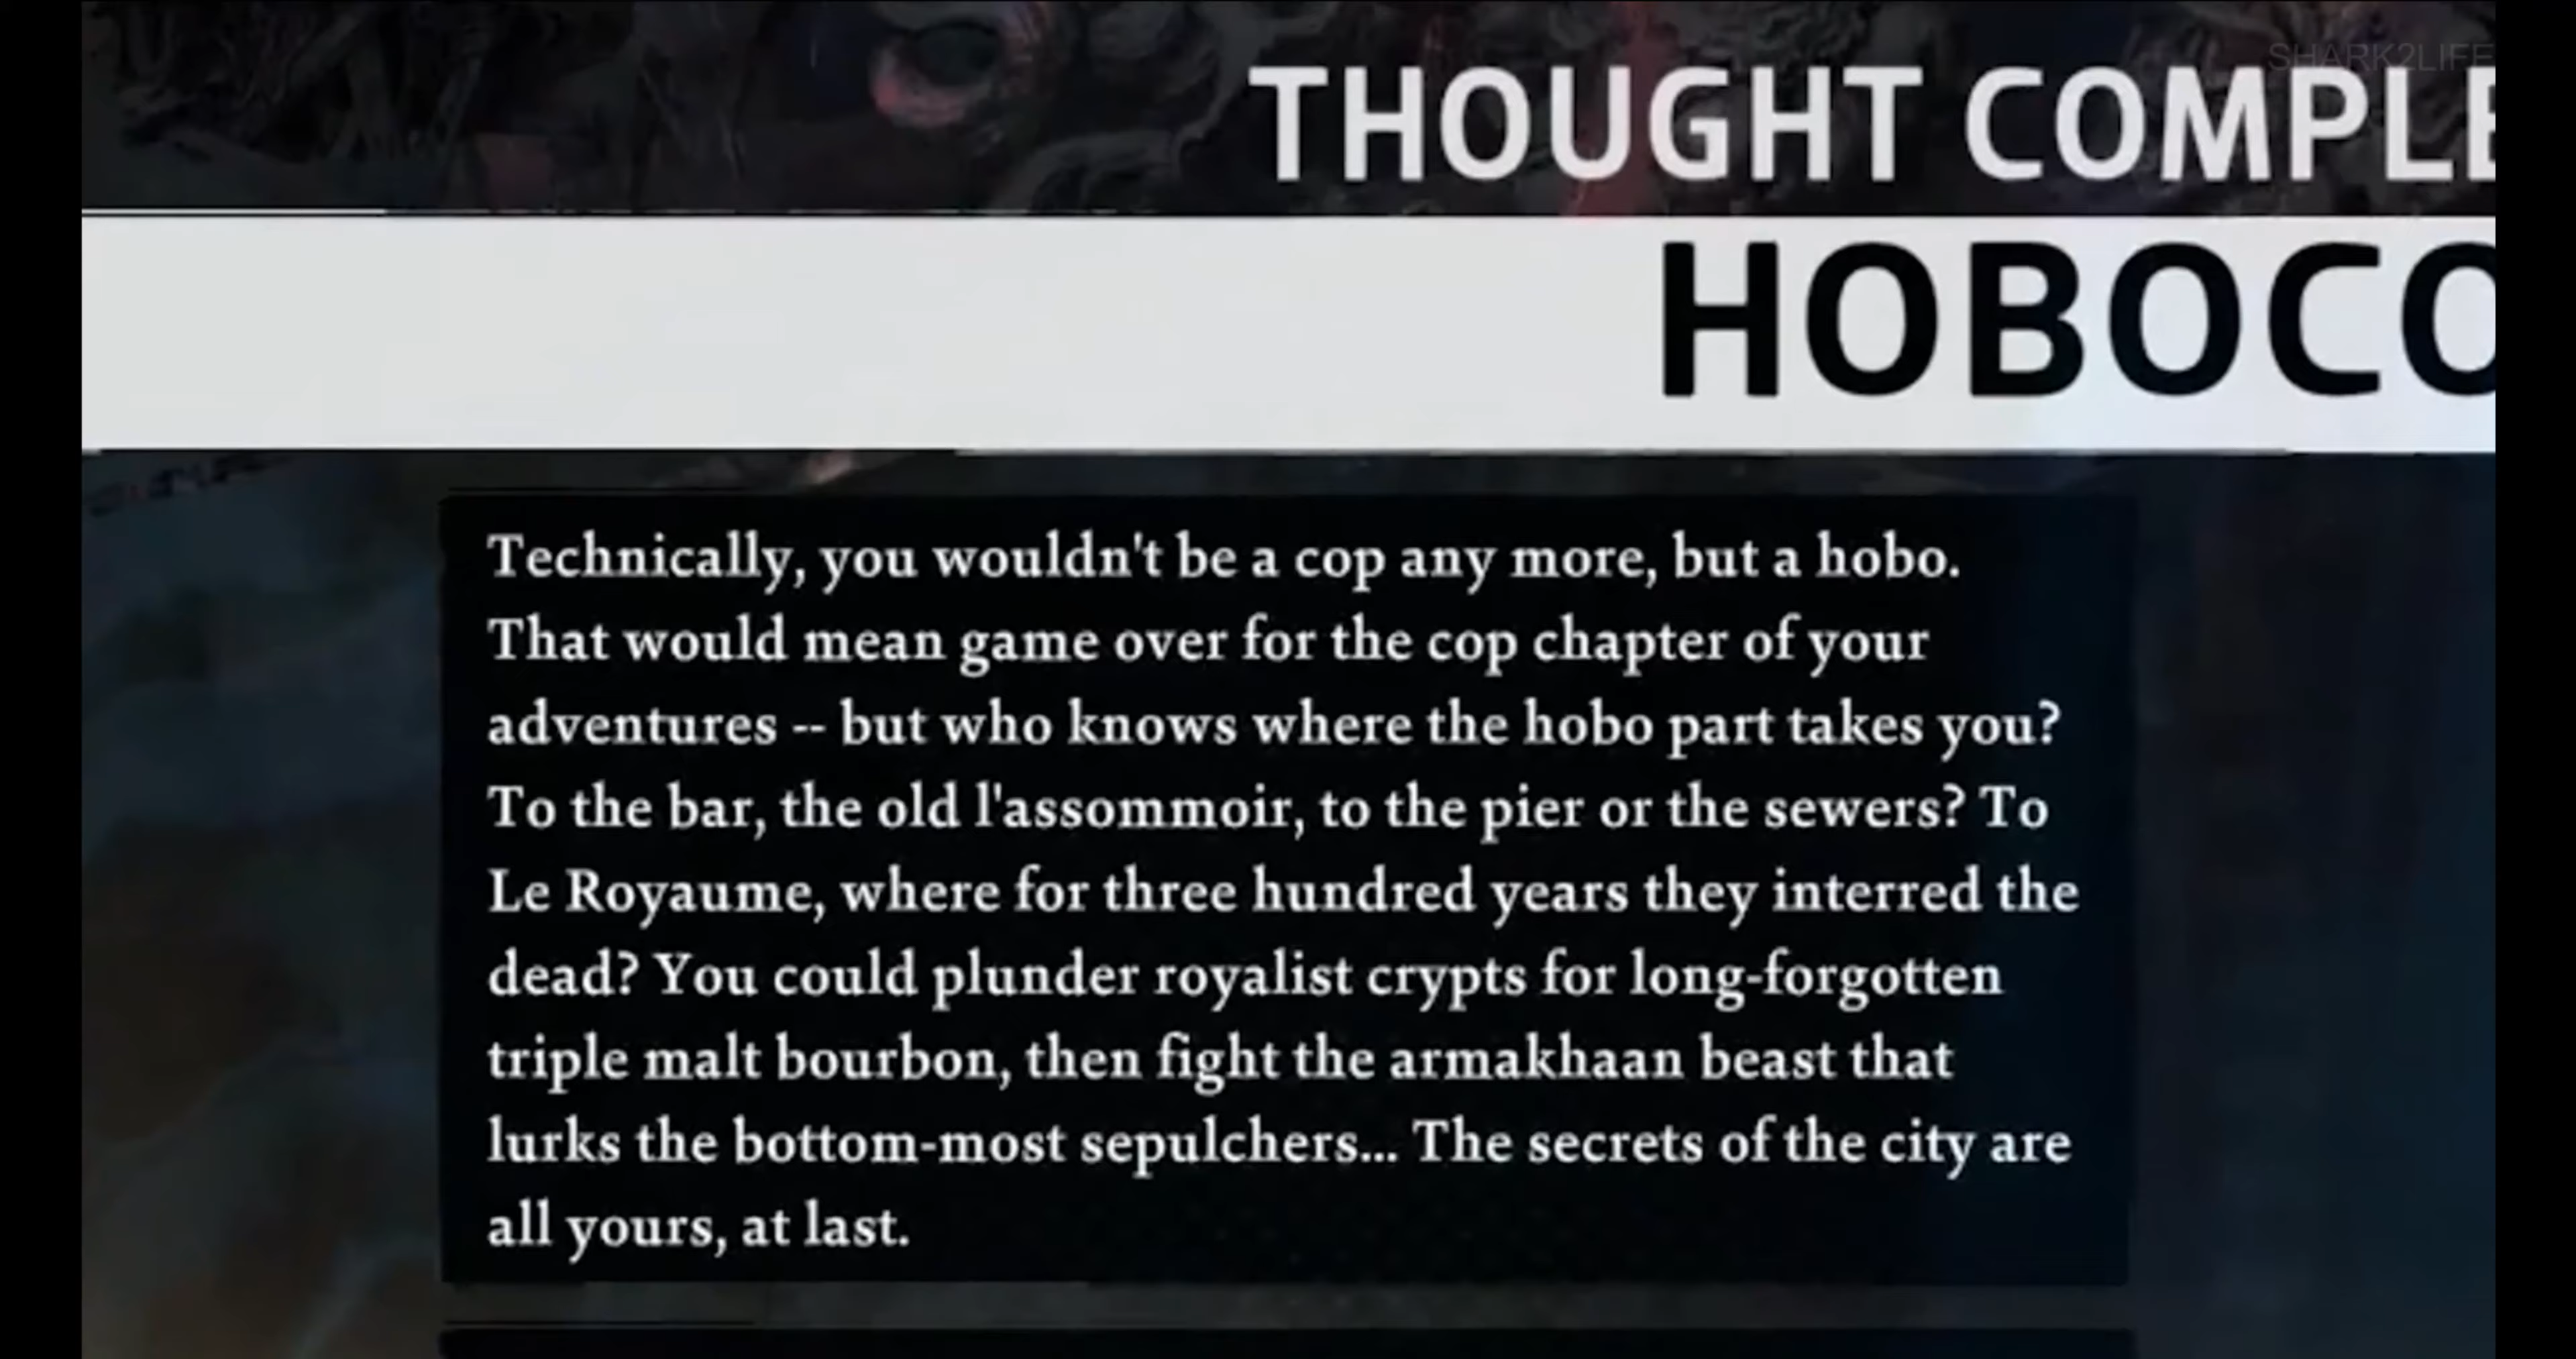 SHARK2LIFE
THOUGHT COMPLE
HOBOCO
Technically, you wouldn't be a cop any more, but a hobo.
That would mean game over for the cop chapter of your
adventures -- but who knows where the hobo part takes you?
To the bar, the old l'assommoir, to the pier or the sewers? To
Le Royaume, where for three hundred years they interred the
dead? You could plunder royalist crypts for long-forgotten
triple malt bourbon, then fight the armakhaan beast that
lurks the bottom-most sepulchers... The secrets of the city are
all yours, at last.